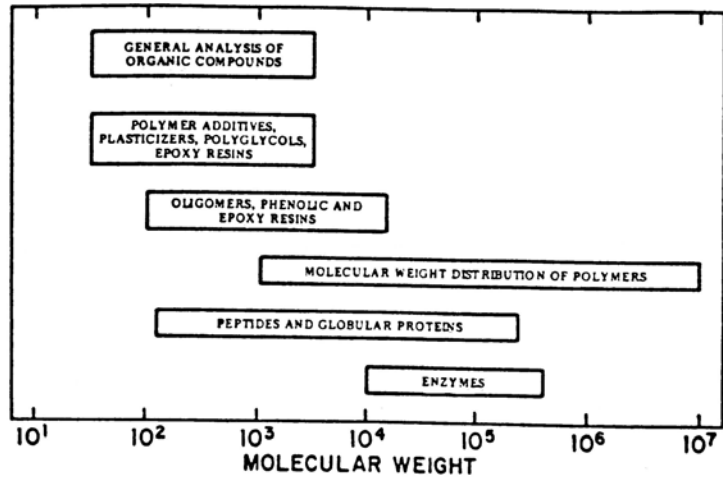 GENERAL ANALYSIS OF
ORGANIC COMPOUNDS
POLYMER ADDITIVES,
PLASTICIZERS, POLYGLYCOLS,
EPOXY RESINS
OLIGOMERS, PHENOLIC AND
EPOXY RESINS
MOLECULAR WEIGHT DISTRIBUTION OF POLYMERS
PEPTIDES AND GLOBULAR PROTEINS
ENZYMES
10¹ 10² 10³ 10⁴ 10⁵ 10⁶ 10⁷
MOLECULAR WEIGHT